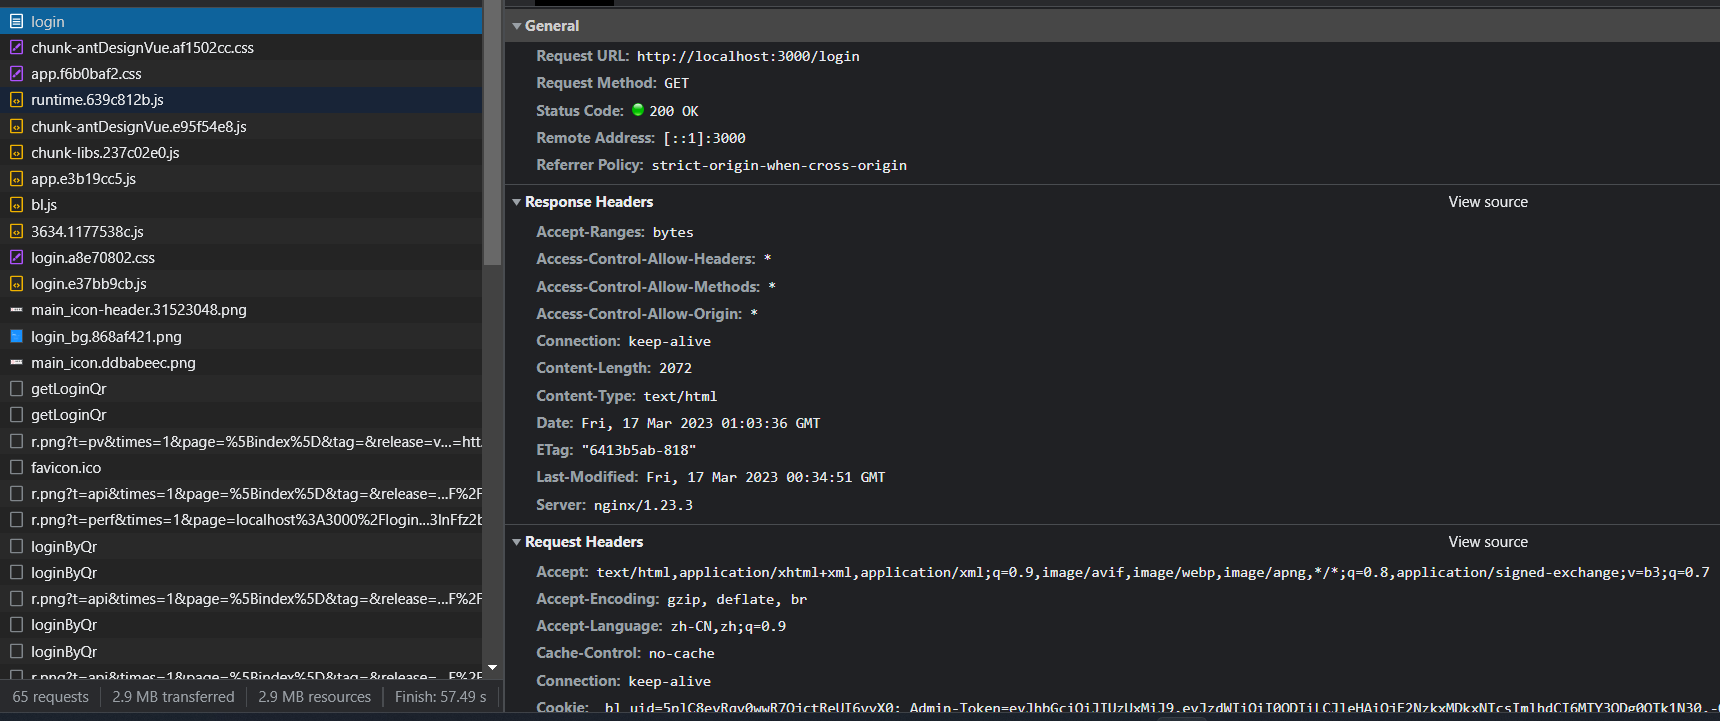 login
chunk-antDesignVue.af1502cc.css
app.f6b0baf2.css
runtime.639c812b.js
chunk-antDesignVue.e95f54e8.js
chunk-libs.237c02e0.js
app.e3b19cc5.js
bl.js
3634.1177538c.js
login.a8e70802.css
login.e37bb9cb.js
main_icon-header.31523048.png
login_bg.868af421.png
main_icon.ddbabeec.png
getLoginQr
getLoginQr
r.png?t=pv&times=1&page=%5Bindex%5D&tag=&release=v...=htt
favicon.ico
r.png?t=api&times=1&page=%5Bindex%5D&tag=&release=...F%2F
r.png?t=perf&times=1&page=localhost%3A3000%2Flogin...3lnFfz2b
loginByQr
loginByQr
r.png?t=api&times=1&page=%5Bindex%5D&tag=&release=...F%2F
loginByQr
loginByQr
r.png?t=api&times=1&page=%5Bindex%5D&tag=&release=...F%2F
65 requests
2.9 MB transferred
2.9 MB resources
Finish: 57.49 s
General
Request URL: http://localhost:3000/login
Request Method: GET
Status Code: 200 OK
Remote Address: [::1]:3000
Referrer Policy: strict-origin-when-cross-origin
Response Headers View source
Accept-Ranges: bytes
Access-Control-Allow-Headers: *
Access-Control-Allow-Methods: *
Access-Control-Allow-Origin: *
Connection: keep-alive
Content-Length: 2072
Content-Type: text/html
Date: Fri, 17 Mar 2023 01:03:36 GMT
ETag: "6413b5ab-818"
Last-Modified: Fri, 17 Mar 2023 00:34:51 GMT
Server: nginx/1.23.3
Request Headers View source
Accept: text/html,application/xhtml+xml,application/xml;q=0.9,image/avif,image/webp,image/apng,*/*;q=0.8,application/signed-exchange;v=b3;q=0.7
Accept-Encoding: gzip, deflate, br
Accept-Language: zh-CN,zh;q=0.9
Cache-Control: no-cache
Connection: keep-alive
Cookie: